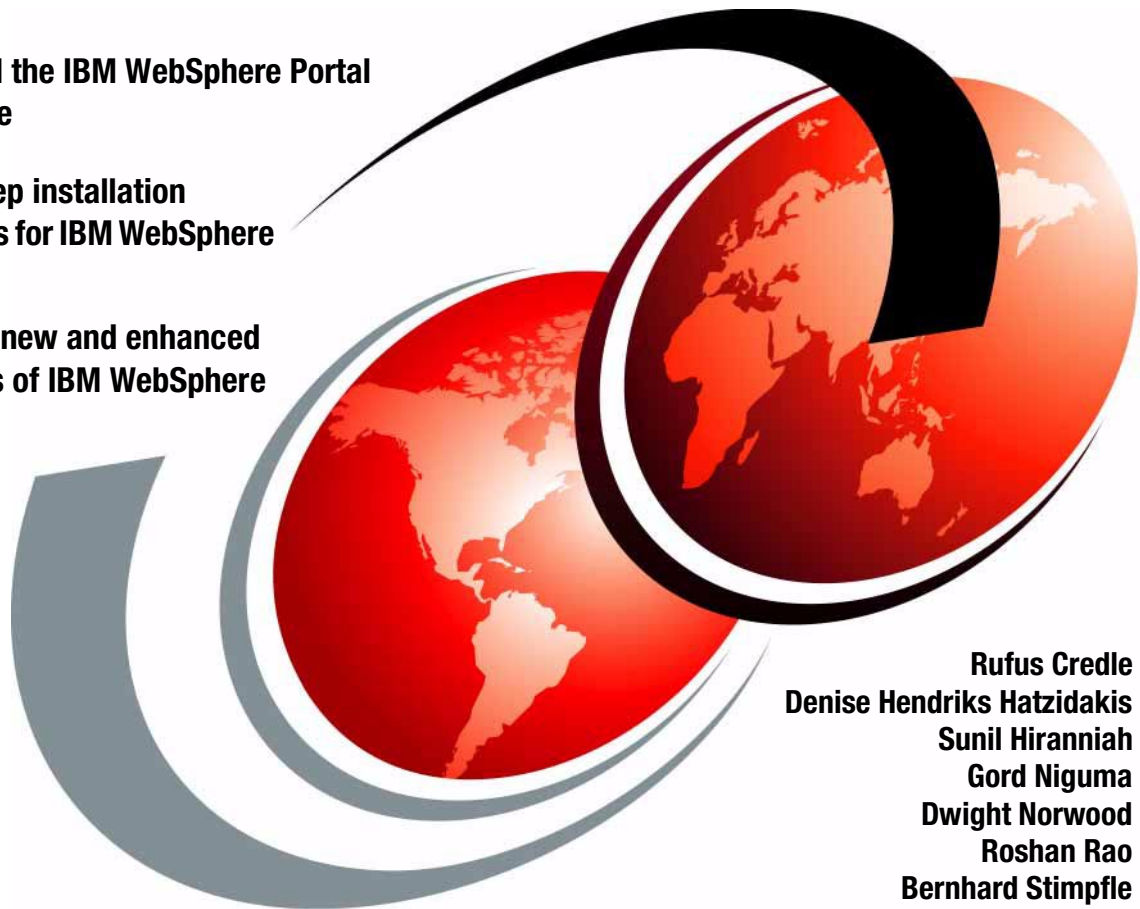 the IBM WebSphere Portal
ep installation
s for IBM WebSphere
new and enhanced
s of IBM WebSphere
Rufus Credle
Denise Hendriks Hatzidakis
Sunil Hiranniah
Gord Niguma
Dwight Norwood
Roshan Rao
Bernhard Stimpfle